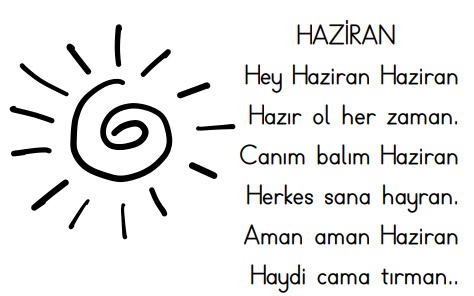 HAZİRAN
Hey Haziran Haziran
Hazır ol her zaman.
Canım balım Haziran
Herkes sana hayran.
Aman aman Haziran
Haydi cama tırman..